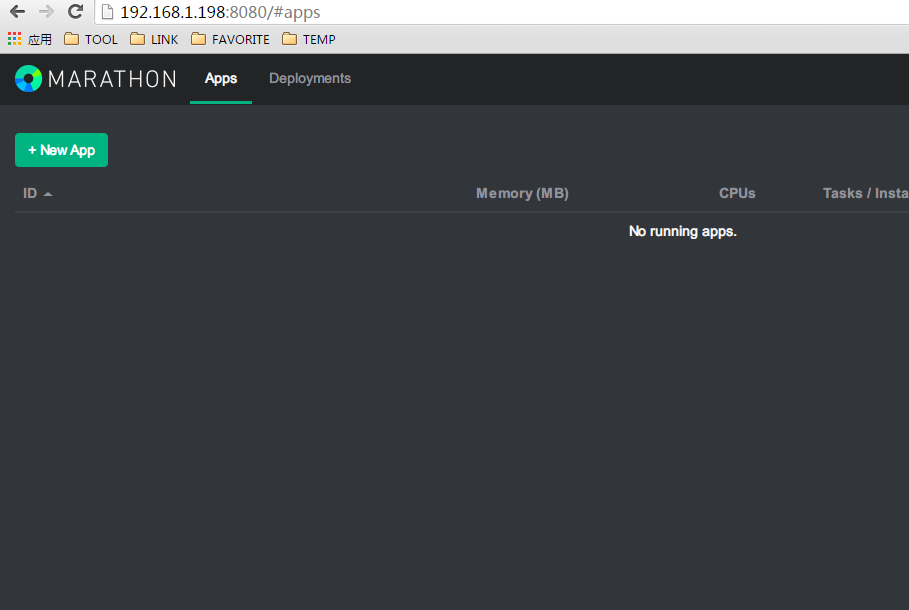 192.168.1.198:8080/#apps
应用 TOOL LINK FAVORITE TEMP
MARATHON Apps Deployments
+ New App
ID Memory (MB) CPUs Tasks / Insta
No running apps.